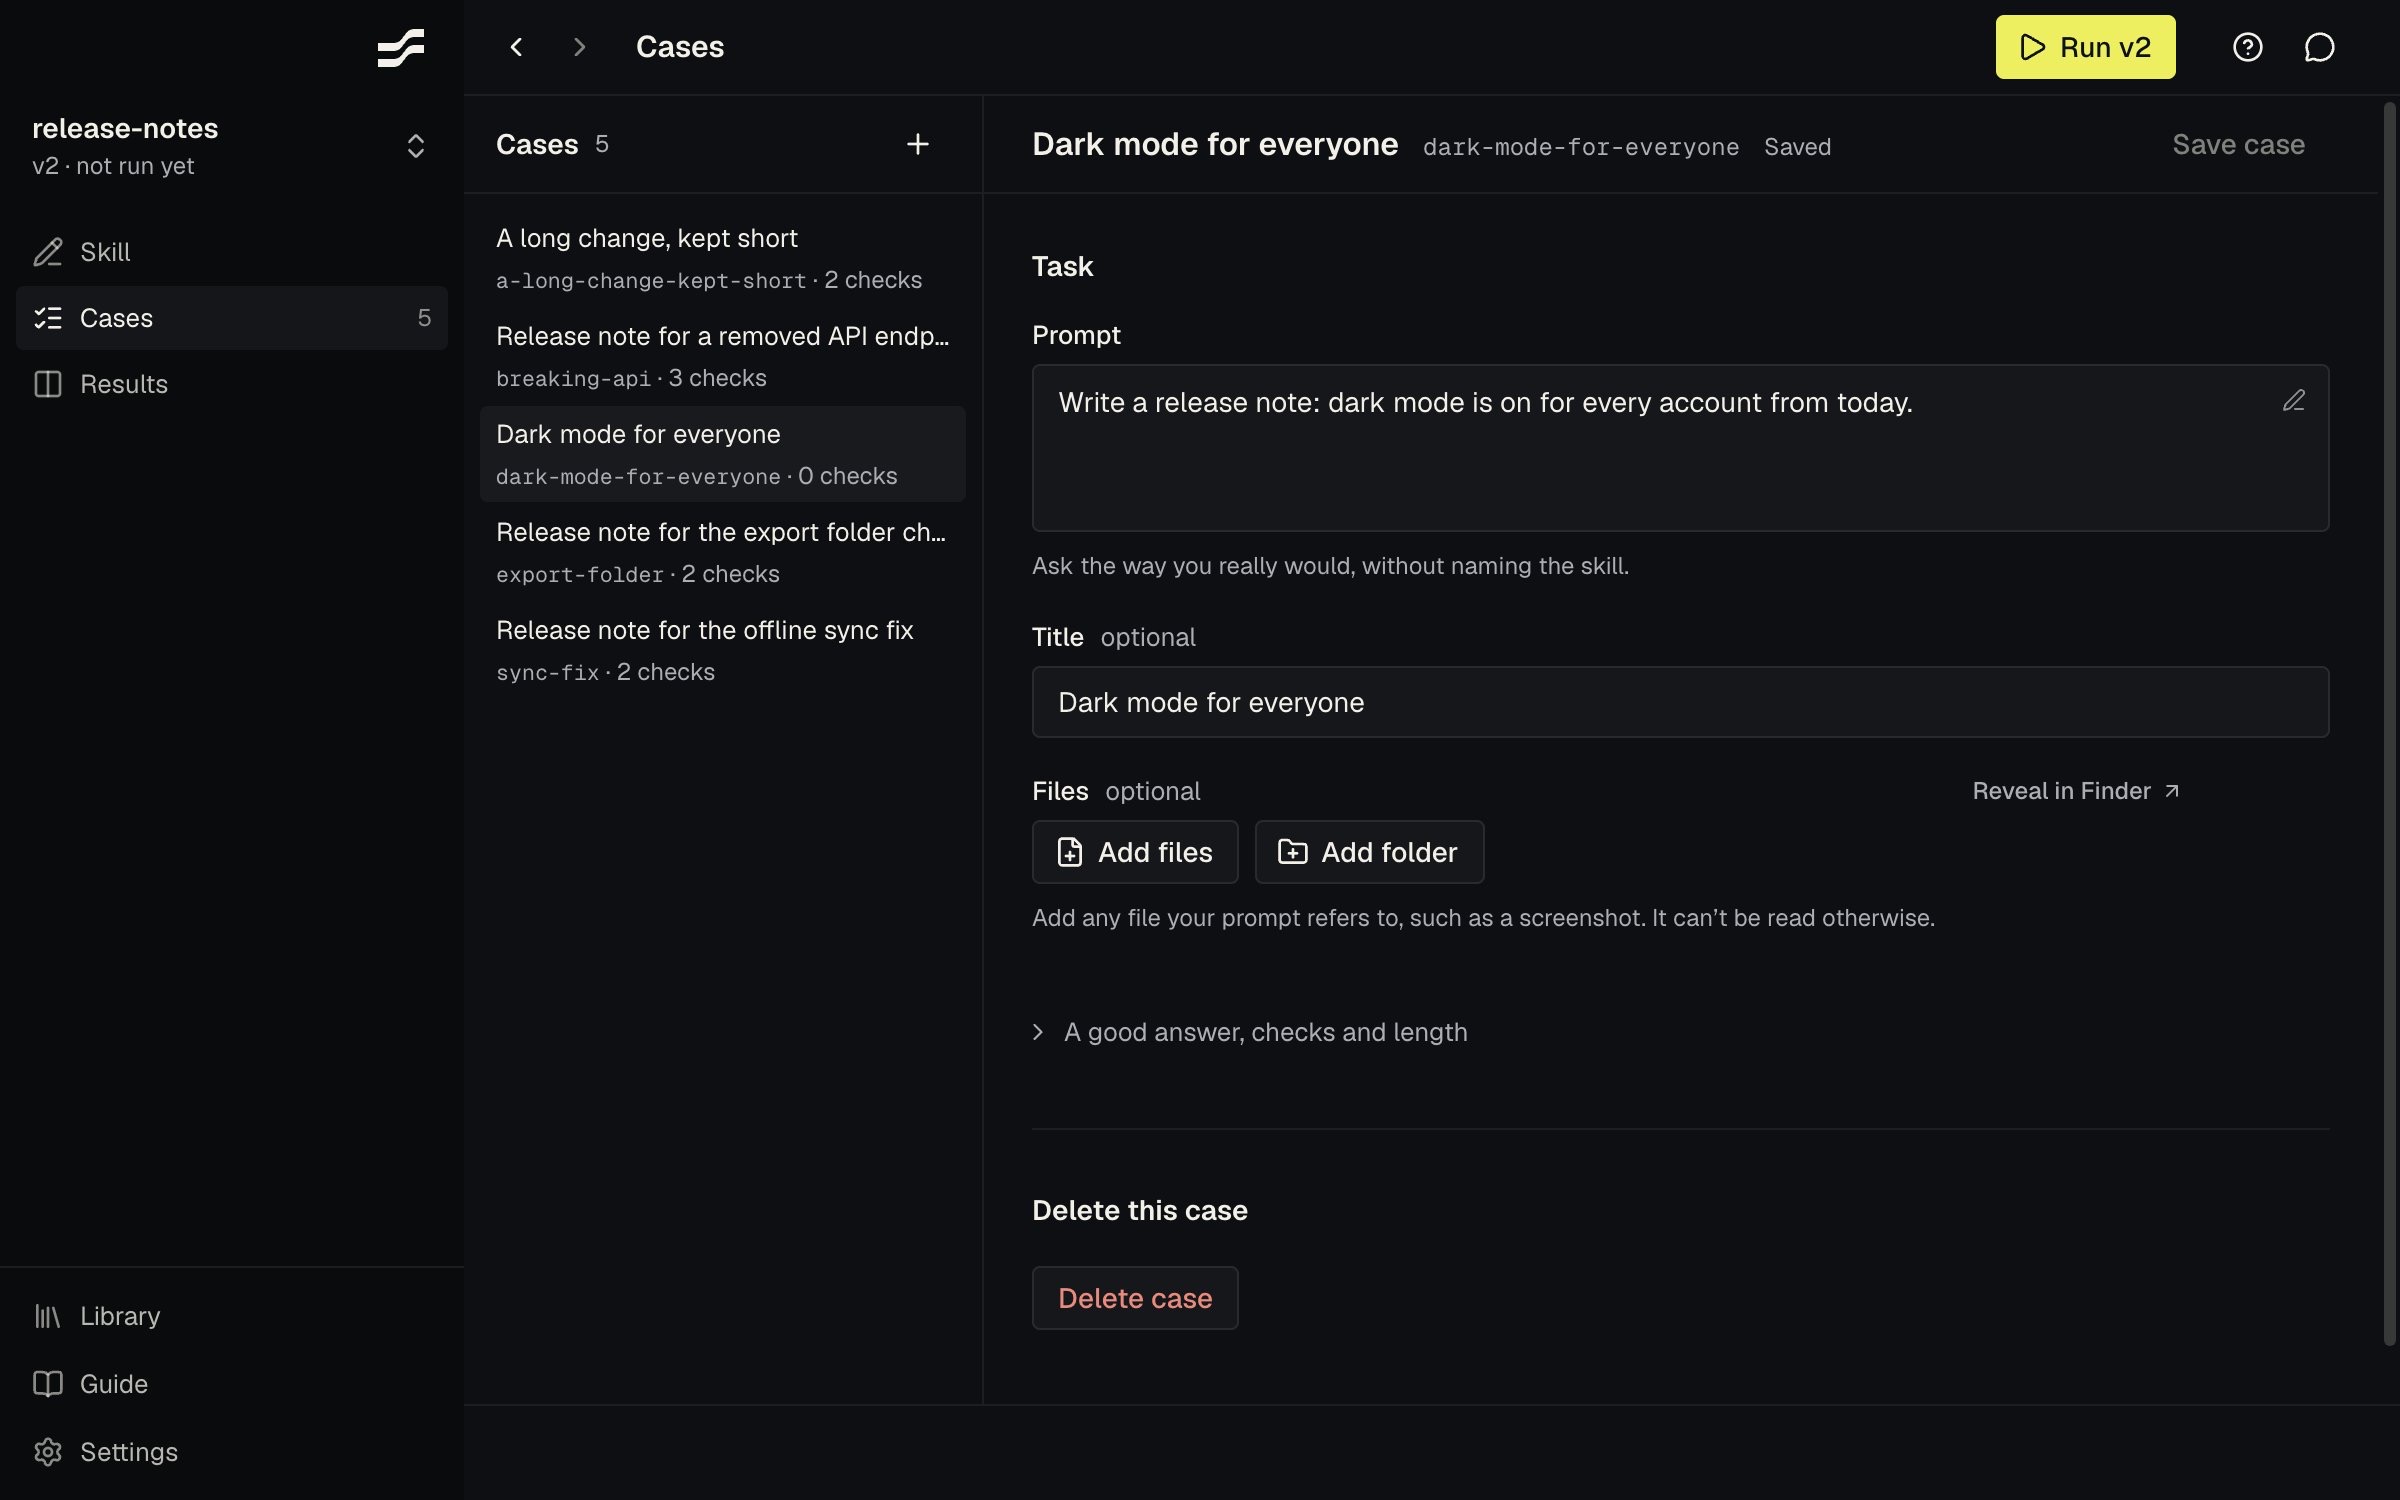 release-notes
v2 · not run yet
Skill
Cases 5
Results
Library
Guide
Settings
Cases
Run v2
Cases 5
A long change, kept short
a-long-change-kept-short · 2 checks
Release note for a removed API endp...
breaking-api · 3 checks
Dark mode for everyone
dark-mode-for-everyone · 0 checks
Release note for the export folder ch...
export-folder · 2 checks
Release note for the offline sync fix
sync-fix · 2 checks
Dark mode for everyone dark-mode-for-everyone Saved
Save case
Task
Prompt
Write a release note: dark mode is on for every account from today.
Ask the way you really would, without naming the skill.
Title optional
Dark mode for everyone
Files optional
Reveal in Finder
Add files
Add folder
Add any file your prompt refers to, such as a screenshot. It can’t be read otherwise.
A good answer, checks and length
Delete this case
Delete case